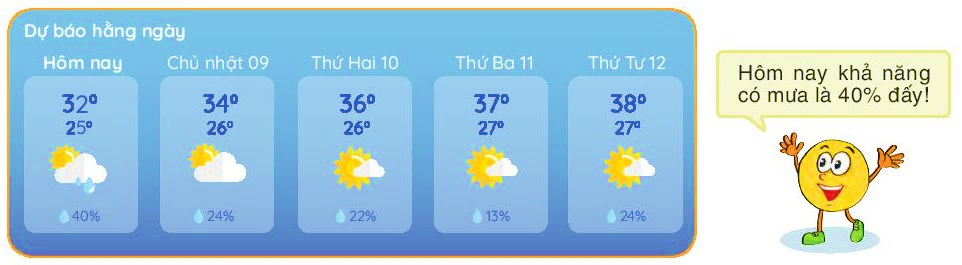 Dự báo hằng ngày
Hôm nay Chủ nhật 09 Thứ Hai 10 Thứ Ba 11 Thứ Tư 12
32º 34º 36º 37º 38º
25º 26º 26º 27º 27º
40% 24% 22% 13% 24%
Hôm nay khả năng
có mưa là 40% đấy!